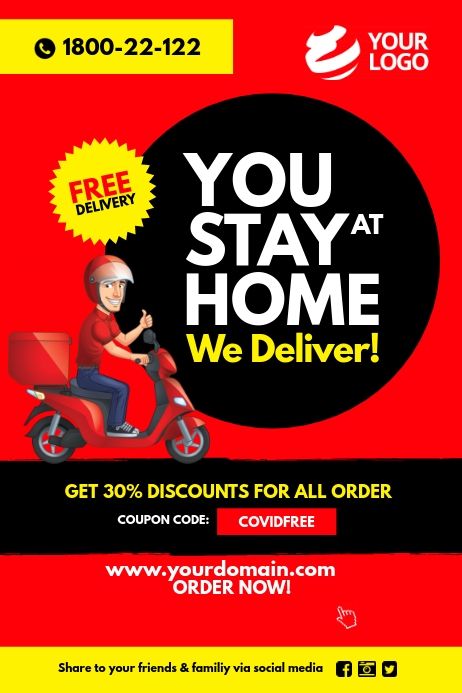 1800-22-122
YOUR
LOGO
FREE
DELIVERY
YOU
STAY AT
HOME
We Deliver!
GET 30% DISCOUNTS FOR ALL ORDER
COUPON CODE: COVIDFREE
www.yourdomain.com
ORDER NOW!
Share to your friends & familiy via social media